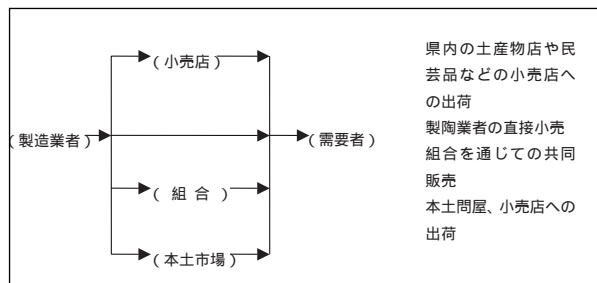 (小売店)
(製造業者)
(需要者)
(組合)
(本土市場)
県内の土産物店や民
芸品などの小売店へ
の出荷
製陶業者の直接小売
組合を通じての共同
販売
本土問屋、小売店への
出荷